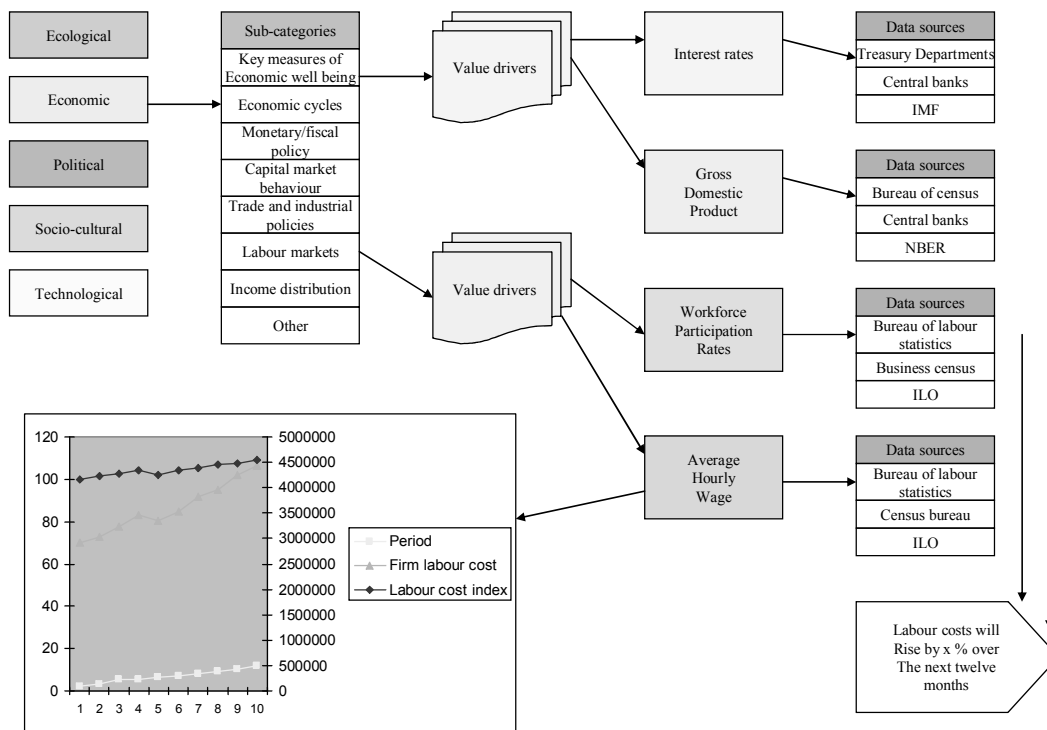 Ecological
Economic
Political
Socio-cultural
Technological
Sub-categories
Key measures of
Economic well being
Economic cycles
Monetary/fiscal
policy
Capital market
behaviour
Trade and industrial
policies
Labour markets
Income distribution
Other
Value drivers
Value drivers
Interest rates
Gross
Domestic
Product
Workforce
Participation
Rates
Average
Hourly
Wage
Data sources
Treasury Departments
Central banks
IMF
Data sources
Bureau of census
Central banks
NBER
Data sources
Bureau of labour
statistics
Business census
ILO
Data sources
Bureau of labour
statistics
Census bureau
ILO
Labour costs will
Rise by x % over
The next twelve
months
120
100
80
60
40
20
0
5000000
4500000
4000000
3500000
3000000
2500000
2000000
1500000
1000000
500000
0
1 2 3 4 5 6 7 8 9 10
Period
Firm labour cost
Labour cost index